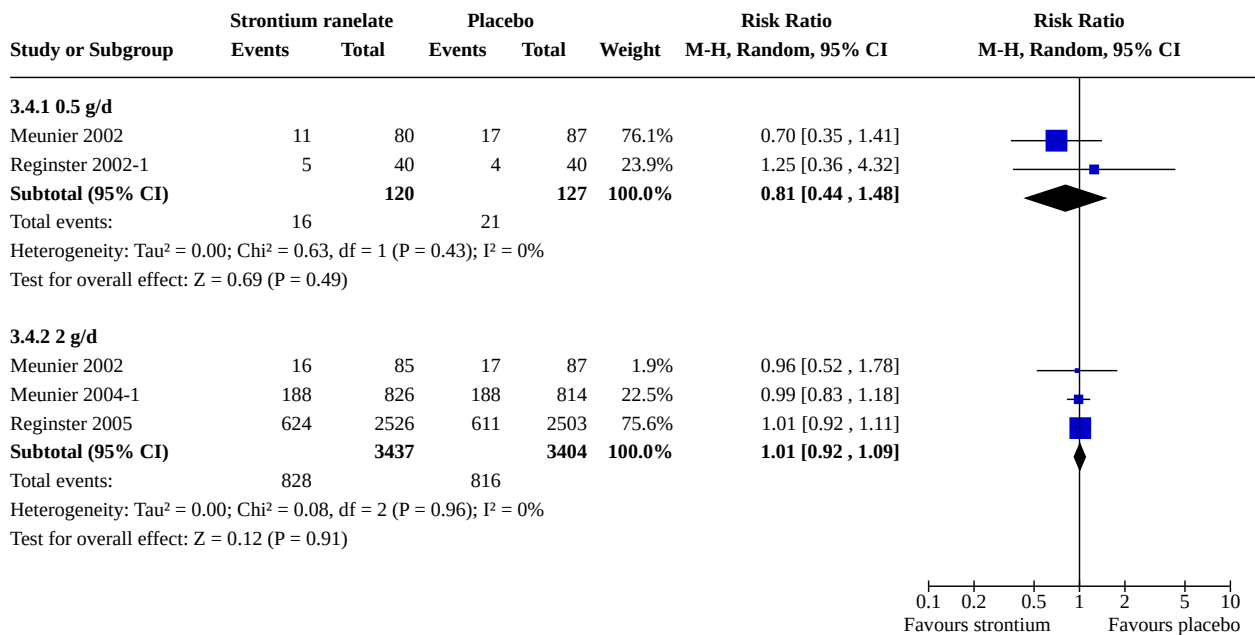 Strontium ranelate Placebo Risk Ratio Risk Ratio
Study or Subgroup Events Total Events Total Weight M-H, Random, 95% CI M-H, Random, 95% CI
3.4.1 0.5 g/d
Meunier 2002 11 80 17 87 76.1% 0.70 [0.35 , 1.41]
Reginster 2002-1 5 40 4 40 23.9% 1.25 [0.36 , 4.32]
Subtotal (95% CI) 120 127 100.0% 0.81 [0.44 , 1.48]
Total events: 16 21
Heterogeneity: Tau² = 0.00; Chi² = 0.63, df = 1 (P = 0.43); I² = 0%
Test for overall effect: Z = 0.69 (P = 0.49)
3.4.2 2 g/d
Meunier 2002 16 85 17 87 1.9% 0.96 [0.52 , 1.78]
Meunier 2004-1 188 826 188 814 22.5% 0.99 [0.83 , 1.18]
Reginster 2005 624 2526 611 2503 75.6% 1.01 [0.92 , 1.11]
Subtotal (95% CI) 3437 3404 100.0% 1.01 [0.92 , 1.09]
Total events: 828 816
Heterogeneity: Tau² = 0.00; Chi² = 0.08, df = 2 (P = 0.96); I² = 0%
Test for overall effect: Z = 0.12 (P = 0.91)
0.1 0.2 0.5 1 2 5 10
Favours strontium Favours placebo